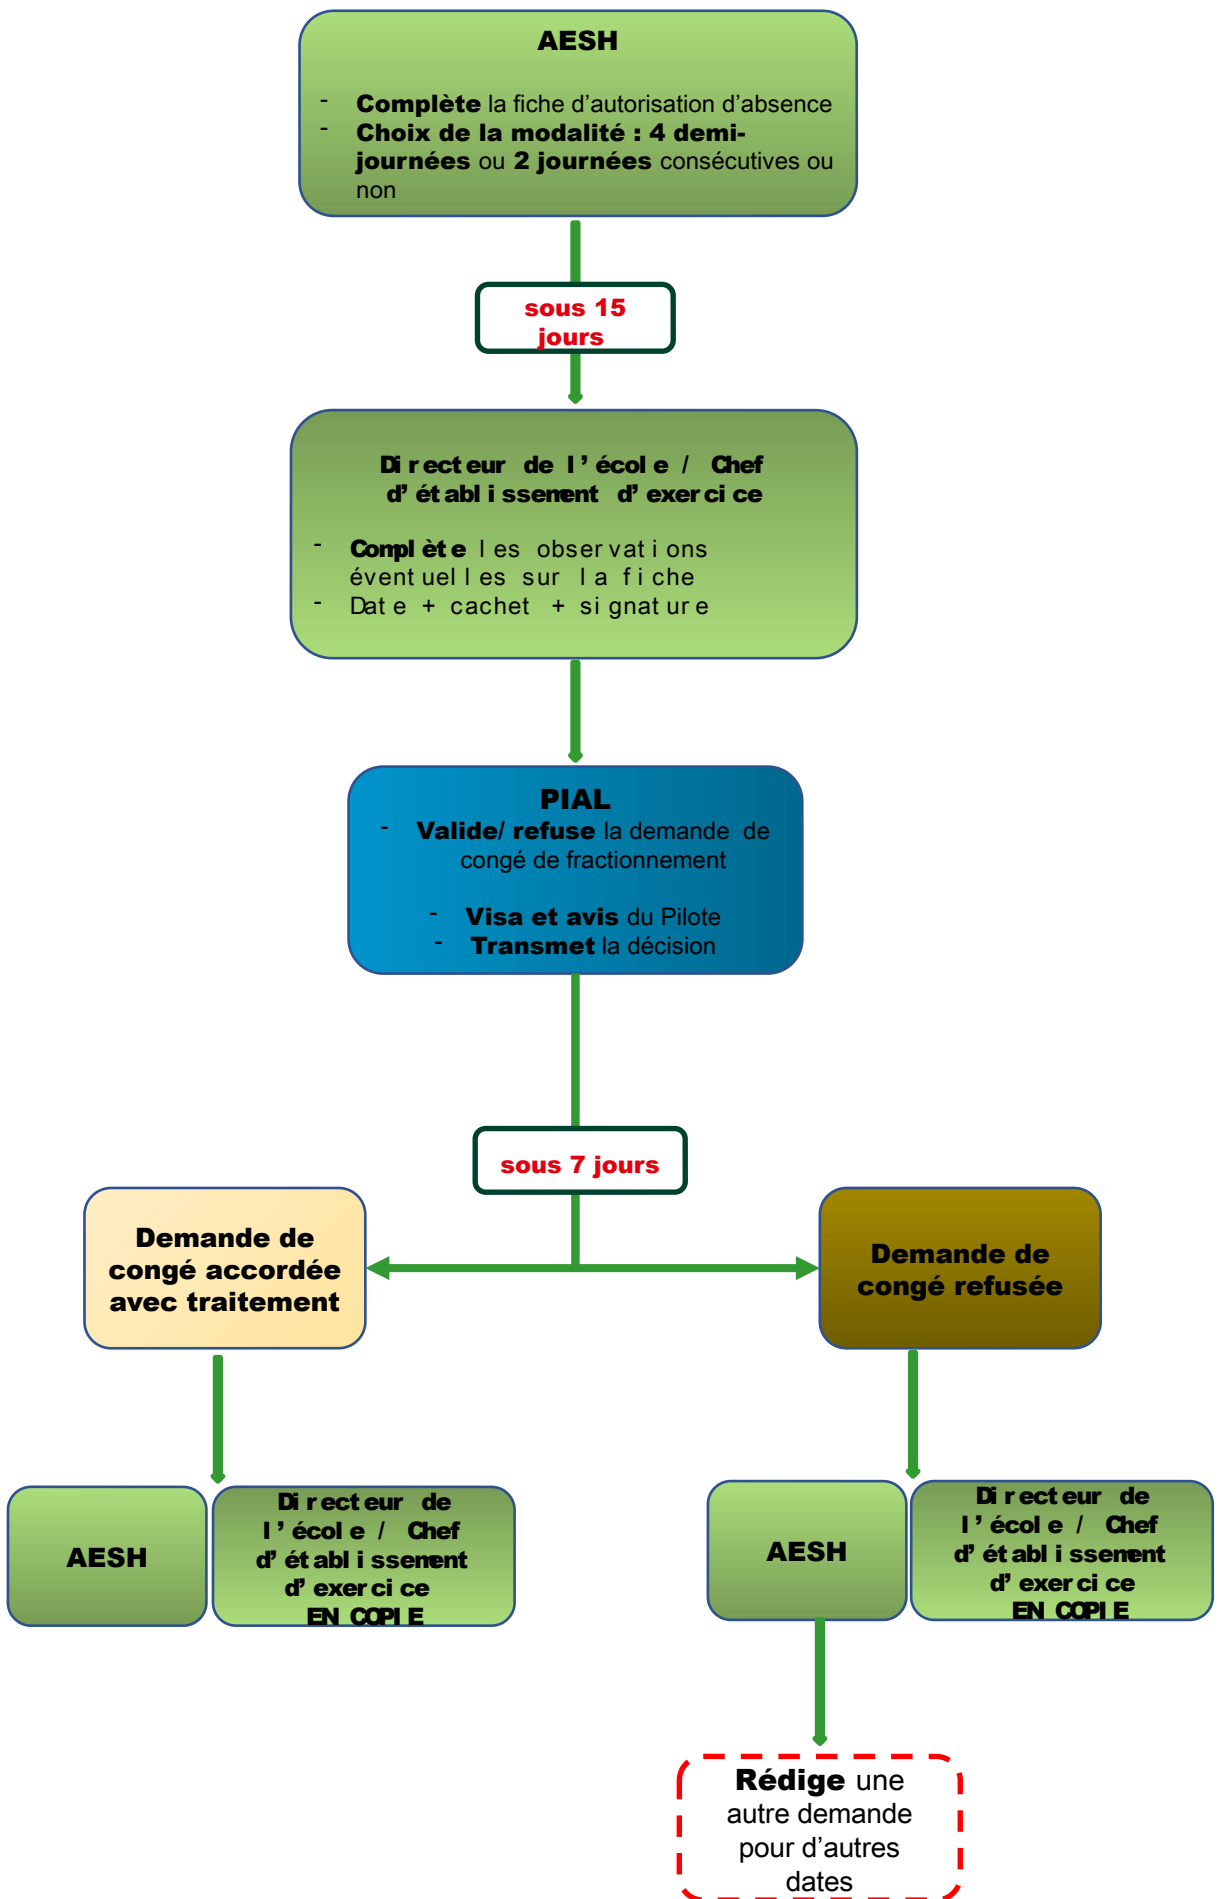 AESH
- Complète la fiche d'autorisation d'absence
- Choix de la modalité : 4 demi-
journées ou 2 journées consécutives ou
non
sous 15
jours
Directeur de l'école / Chef
d'établissement d'exercice
- Complète les observations
éventuelles sur la fiche
- Date + cachet + signature
PIAL
- Valide/ refuse la demande de
congé de fractionnement
- Visa et avis du Pilote
- Transmet la décision
sous 7 jours
Demande de
congé accordée
avec traitement
Demande de
congé refusée
AESH
Directeur de
l'école / Chef
d'établissement
d'exercice
EN COPIE
AESH
Directeur de
l'école / Chef
d'établissement
d'exercice
EN COPIE
Rédige une
autre demande
pour d'autres
dates